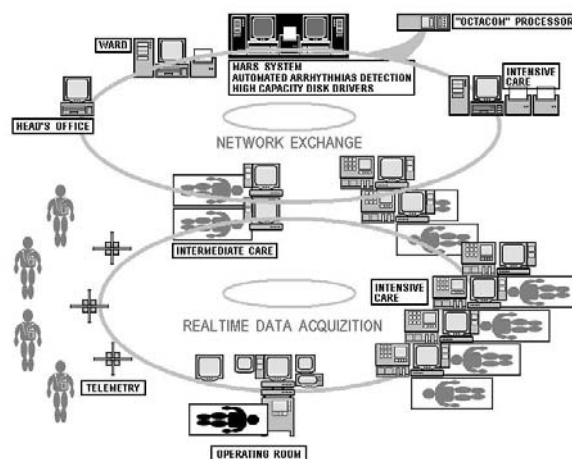 "OCTACOM" PROCESSOR
WARD
MARS SYSTEM
AUTOMATED ARRHYTHMIAS DETECTION
HIGH CAPACITY DISK DRIVERS
INTENSIVE
CARE
HEAD'S OFFICE
NETWORK EXCHANGE
INTERMEDIATE CARE
INTENSIVE
CARE
REALTIME DATA ACQUIZITION
TELEMETRY
OPERATING ROOM